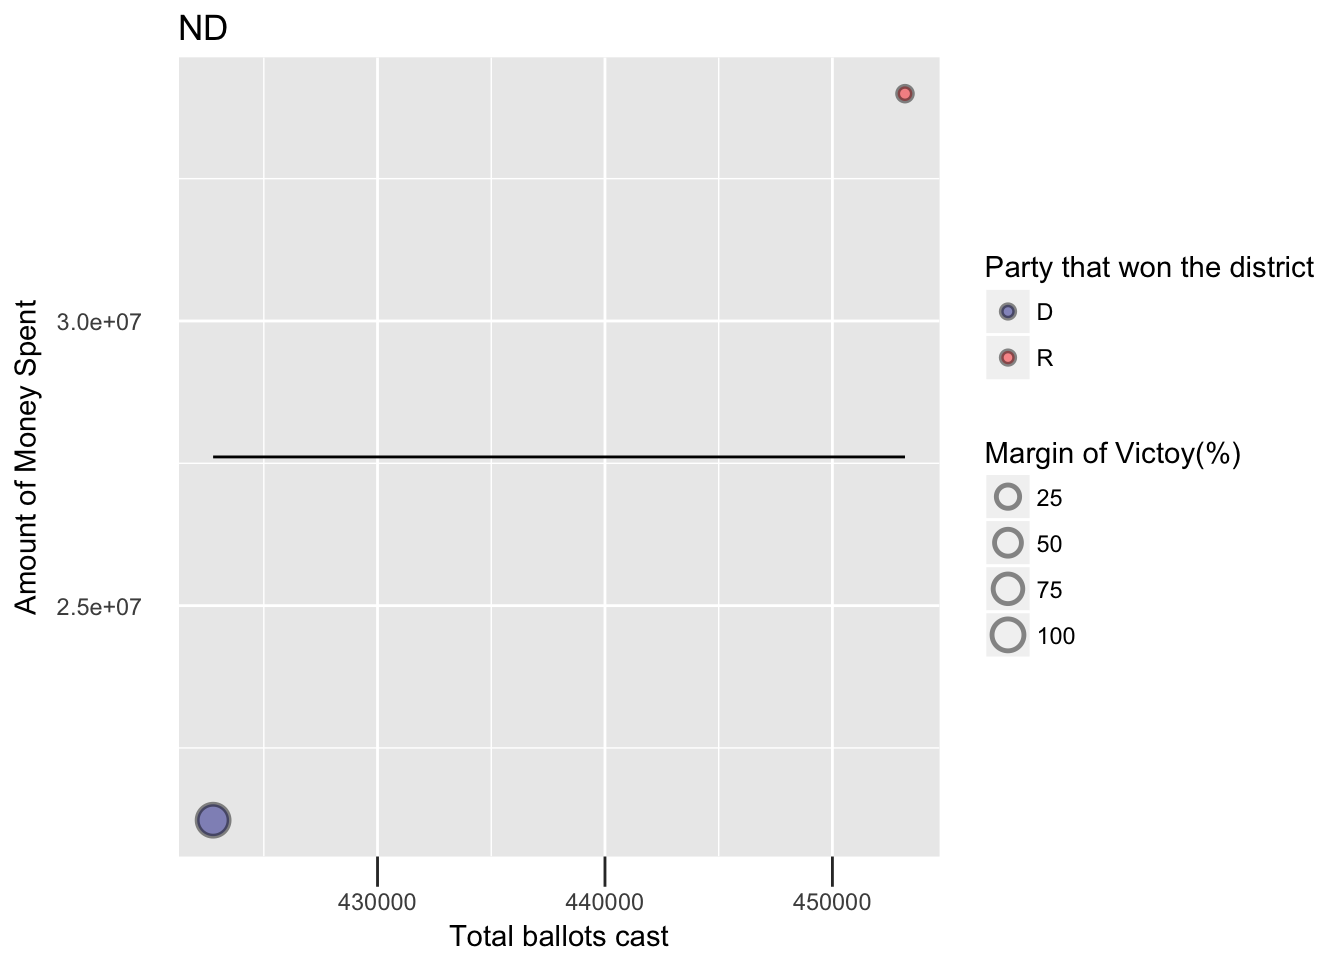 ND
3.0e+07
2.5e+07
Amount of Money Spent
430000
440000
450000
Total ballots cast
Party that won the district
D
R
Margin of Victoy(%)
25
50
75
100